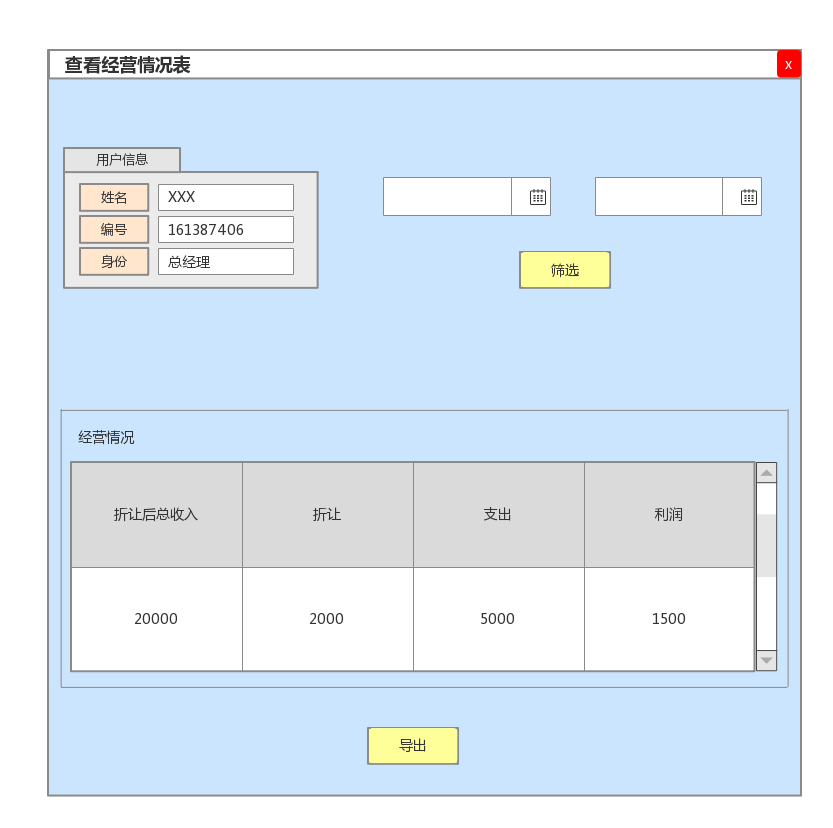 查看经营情况表
x
用户信息
姓名 XXX
编号 161387406
身份 总经理
筛选
经营情况
折让后总收入 折让 支出 利润
20000 2000 5000 1500
导出